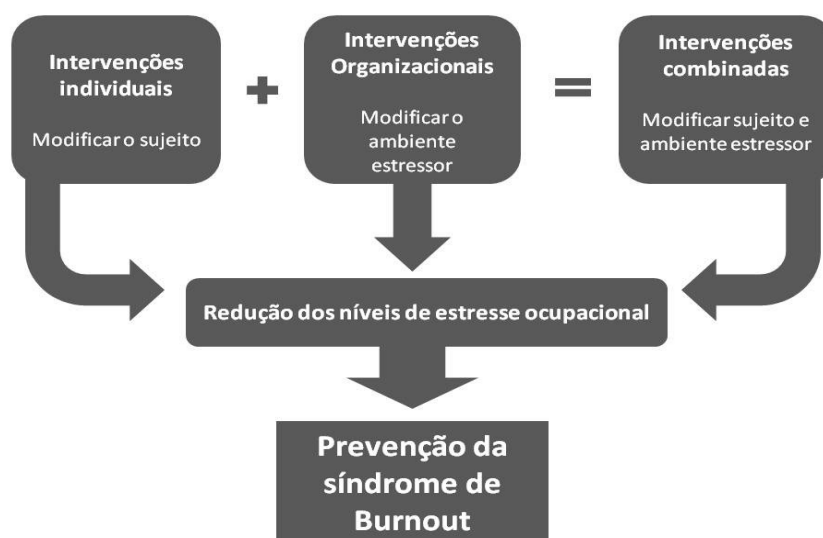 Intervenções
individuais
Modificar o sujeito
+
Intervenções
Organizacionais
Modificar o
ambiente
estressor
=
Intervenções
combinadas
Modificar sujeito e
ambiente estressor
Redução dos níveis de estresse ocupacional
Prevenção da
síndrome de
Burnout